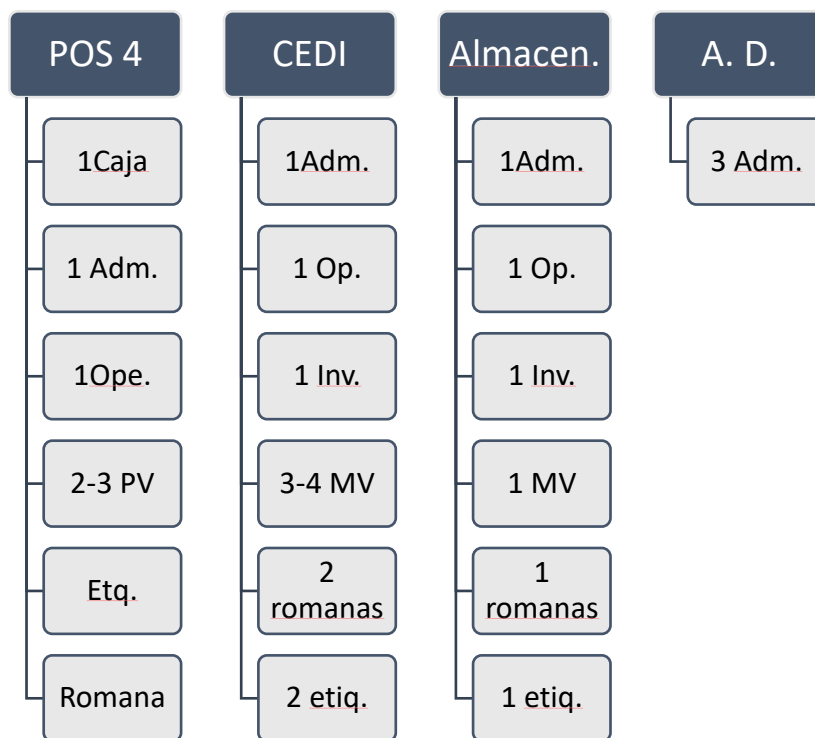 POS 4
1Caja
1 Adm.
1Ope.
2-3 PV
Etq.
Romana
CEDI
1Adm.
1 Op.
1 Inv.
3-4 MV
2
romanas
2 etiq.
Almacen.
1Adm.
1 Op.
1 Inv.
1 MV
1
romanas
1 etiq.
A. D.
3 Adm.